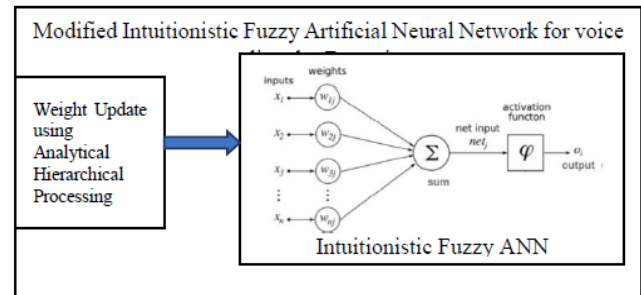 Modified Intuitionistic Fuzzy Artificial Neural Network for voice
Weight Update
using
Analytical
Hierarchical
Processing
inputs
weights
activation
functon
x₁
w₁ⱼ
x₂
w₂ⱼ
x₃
w₃ⱼ
xₙ
wₙⱼ
Σ
sum
net input
netⱼ
φ
oⱼ
output
Intuitionistic Fuzzy ANN